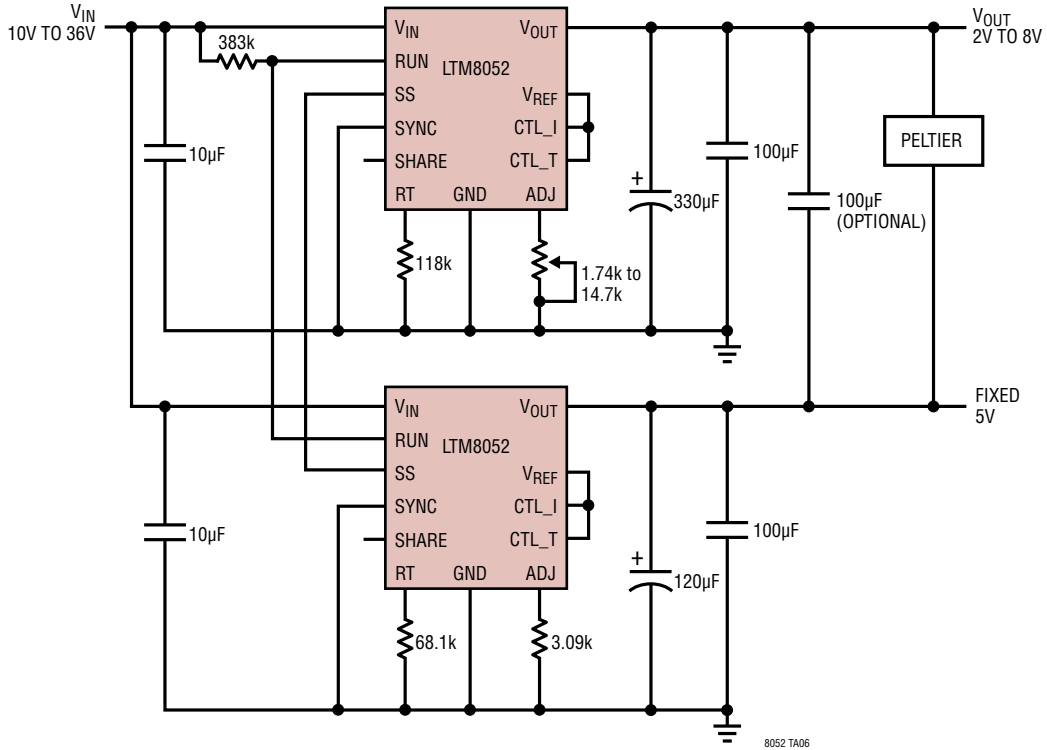 VIN
10V TO 36V
383k
10µF
VIN
RUN
SS
SYNC
SHARE
RT
GND
ADJ
LTM8052
VOUT
VREF
CTL_I
CTL_T
118k
1.74k to
14.7k
+
330µF
100µF
100µF
(OPTIONAL)
PELTIER
VOUT
2V TO 8V
10µF
VIN
RUN
SS
SYNC
SHARE
RT
GND
ADJ
LTM8052
VOUT
VREF
CTL_I
CTL_T
68.1k
3.09k
+
120µF
100µF
FIXED
5V
8052 TA06